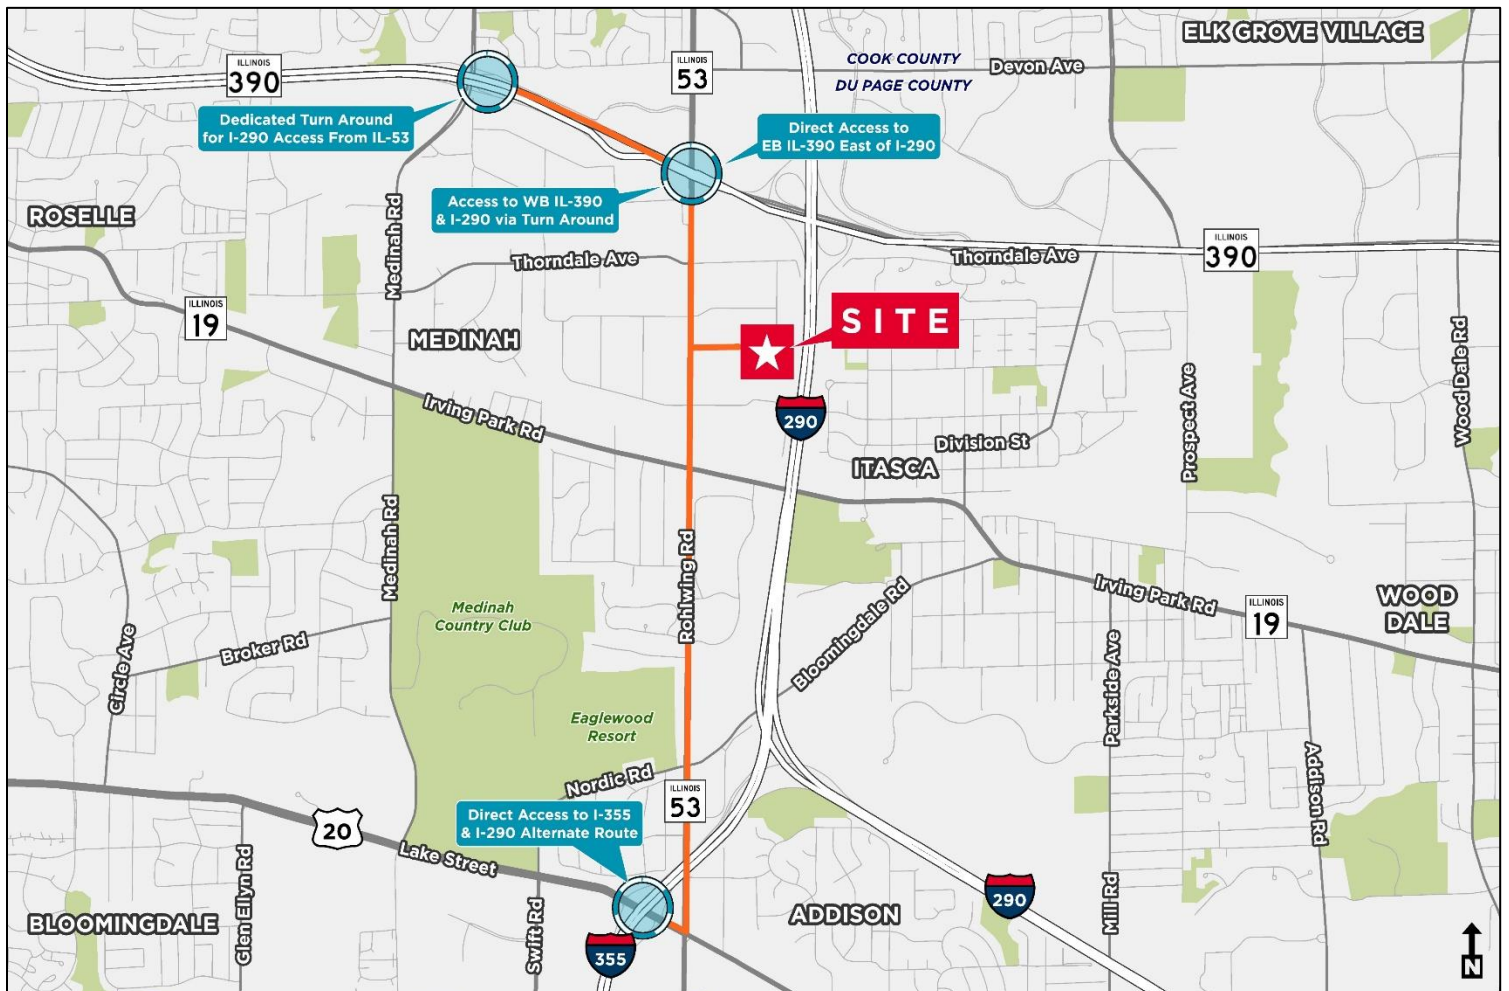 ELK GROVE VILLAGE
COOK COUNTY
Devon Ave
DU PAGE COUNTY
ILLINOIS
390
ILLINOIS
53
Dedicated Turn Around
for I-290 Access From IL-53
Direct Access to
EB IL-390 East of I-290
Access to WB IL-390
& I-290 via Turn Around
ROSELLE
Medinah Rd
Thorndale Ave
Thorndale Ave
ILLINOIS
390
ILLINOIS
19
MEDINAH
SITE
Wood Dale Rd
Irving Park Rd
290
Prospect Ave
Division St
ITASCA
Medinah Rd
Rohlwing Rd
Medinah
Country Club
Bloomingdale Rd
Irving Park Rd
ILLINOIS
19
WOOD
DALE
Broker Rd
Circle Ave
Parkside Ave
Eaglewood
Resort
Nordic Rd
ILLINOIS
53
Addison Rd
Direct Access to I-355
& I-290 Alternate Route
20
Lake Street
Glen Ellyn Rd
Swift Rd
BLOOMINGDALE
355
ADDISON
290
Mill Rd
N